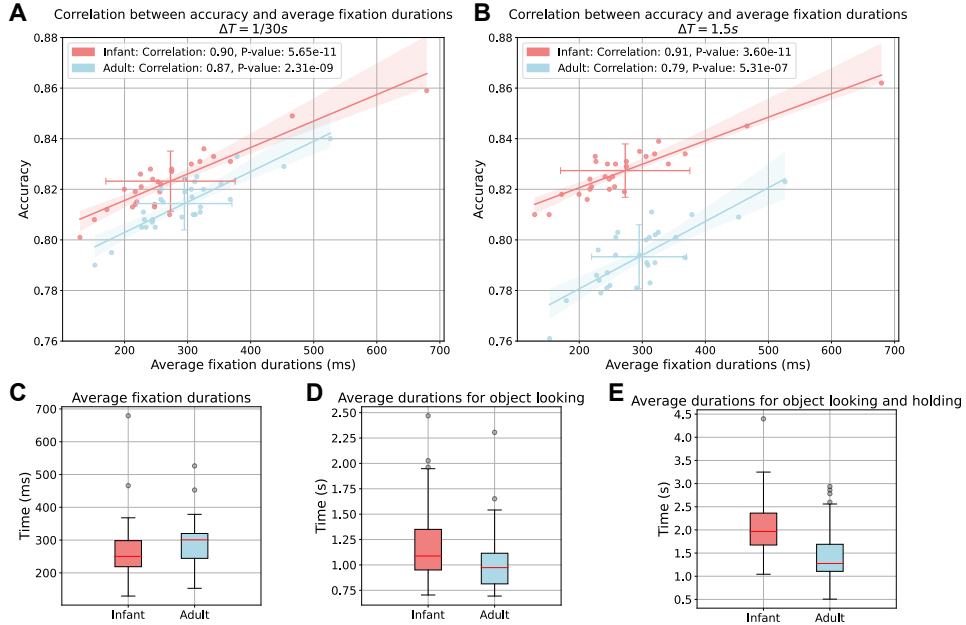 A
Correlation between accuracy and average fixation durations
ΔT = 1/30s
Infant: Correlation: 0.90, P-value: 5.65e-11
Adult: Correlation: 0.87, P-value: 2.31e-09
0.88
0.86
0.84
0.82
0.80
0.78
0.76
Accuracy
200 300 400 500 600 700
Average fixation durations (ms)
B
Correlation between accuracy and average fixation durations
ΔT = 1.5s
Infant: Correlation: 0.91, P-value: 3.60e-11
Adult: Correlation: 0.79, P-value: 5.31e-07
0.88
0.86
0.84
0.82
0.80
0.78
0.76
Accuracy
200 300 400 500 600 700
Average fixation durations (ms)
C
Average fixation durations
700
600
500
400
300
200
Time (ms)
Infant Adult
D
Average durations for object looking
2.50
2.25
2.00
1.75
1.50
1.25
1.00
0.75
Time (s)
Infant Adult
E
Average durations for object looking and holding
4.5
4.0
3.5
3.0
2.5
2.0
1.5
1.0
0.5
Time (s)
Infant Adult